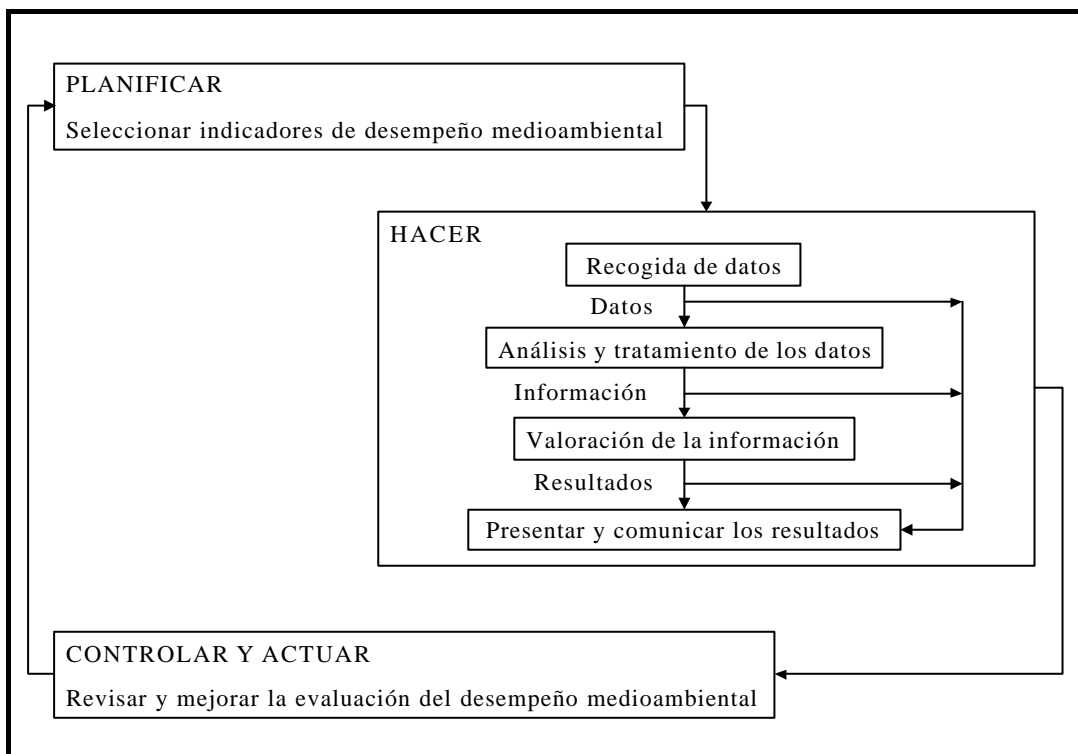 PLANIFICAR
Seleccionar indicadores de desempeño medioambiental
HACER
Recogida de datos
Datos
Análisis y tratamiento de los datos
Información
Valoración de la información
Resultados
Presentar y comunicar los resultados
CONTROLAR Y ACTUAR
Revisar y mejorar la evaluación del desempeño medioambiental